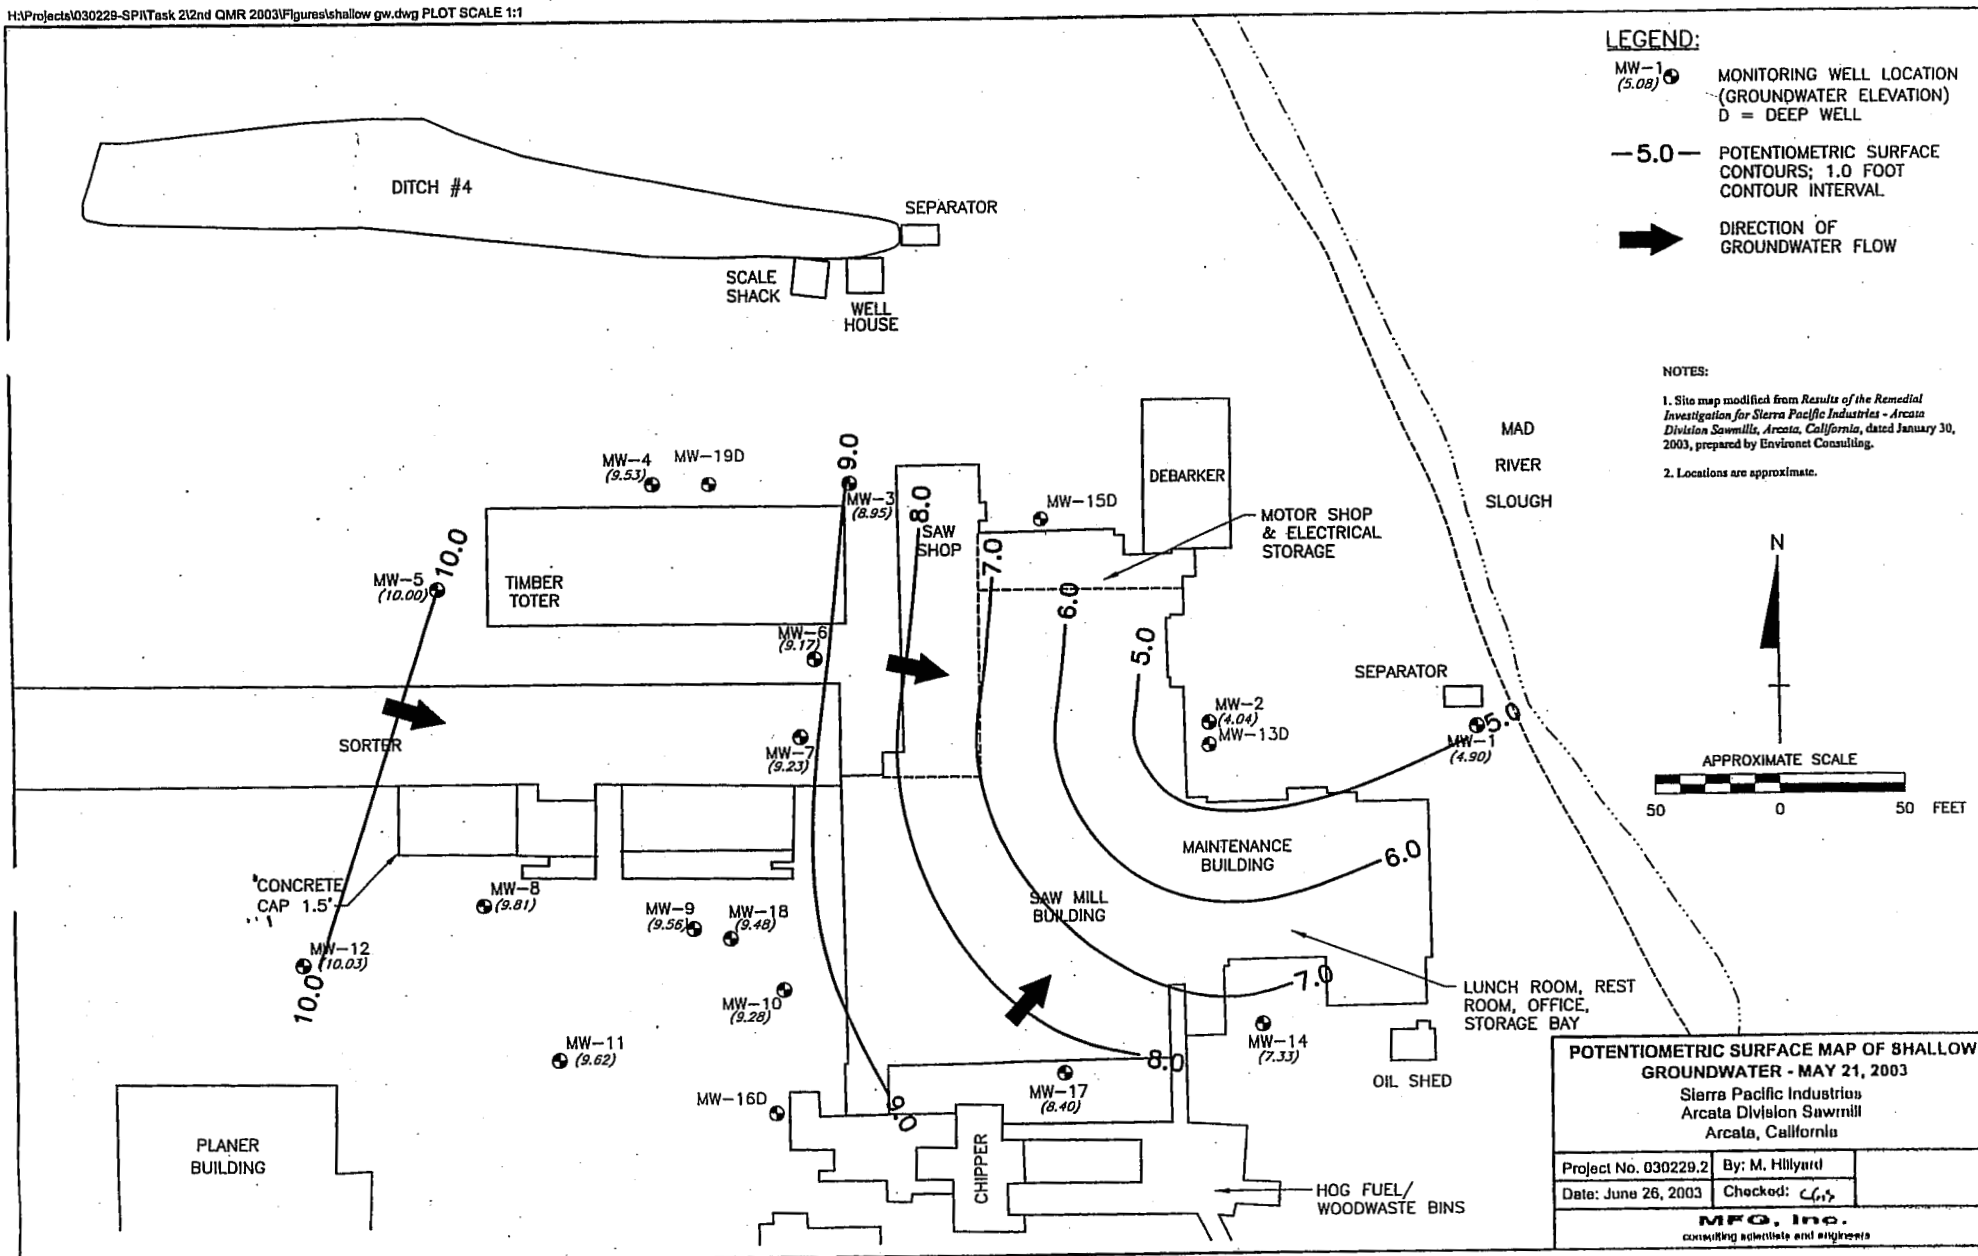 H:\Projects\030229-SPI\Task 2\2nd QMR 2003\Figures\shallow gw.dwg PLOT SCALE 1:1
LEGEND:
MW-1
(5.08)
MONITORING WELL LOCATION
(GROUNDWATER ELEVATION)
D = DEEP WELL
5.0
POTENTIOMETRIC SURFACE
CONTOURS; 1.0 FOOT
CONTOUR INTERVAL
DIRECTION OF
GROUNDWATER FLOW
DITCH #4
SEPARATOR
SCALE
SHACK
WELL
HOUSE
NOTES:
1. Site map modified from Results of the Remedial
Investigation for Sierra Pacific Industries - Arcata
Division Sawmills, Arcata, California, dated January 30,
2003, prepared by Environet Consulting.
2. Locations are approximate.
MAD
RIVER
SLOUGH
N
APPROXIMATE SCALE
50 0 50 FEET
MW-4
(9.53)
MW-19D
9.0
MW-3
(8.95)
8.0
SAW
SHOP
7.0
MW-15D
DEBARKER
MOTOR SHOP
& ELECTRICAL
STORAGE
10.0
MW-5
(10.00)
TIMBER
TOTER
6.0
5.0
MW-6
(9.17)
SEPARATOR
MW-2
(4.04)
MW-13D
5.0
MW-1
(4.90)
SORTER
MW-7
(9.23)
MAINTENANCE
BUILDING
6.0
"CONCRETE
CAP 1.5'
MW-8
(9.81)
MW-9
(9.56)
MW-18
(9.48)
SAW MILL
BUILDING
MW-12
(10.03)
10.0
7.0
LUNCH ROOM, REST
ROOM, OFFICE,
STORAGE BAY
MW-10
(9.28)
MW-11
(9.62)
MW-14
(7.33)
8.0
OIL SHED
MW-17
(8.40)
MW-16D
9.0
PLANER
BUILDING
CHIPPER
HOG FUEL/
WOODWASTE BINS
POTENTIOMETRIC SURFACE MAP OF SHALLOW
GROUNDWATER - MAY 21, 2003
Sierra Pacific Industries
Arcata Division Sawmill
Arcata, California
Project No. 030229.2
By: M. Hillyard
Date: June 26, 2003
Checked:
MFG, Inc.
consulting scientists and engineers